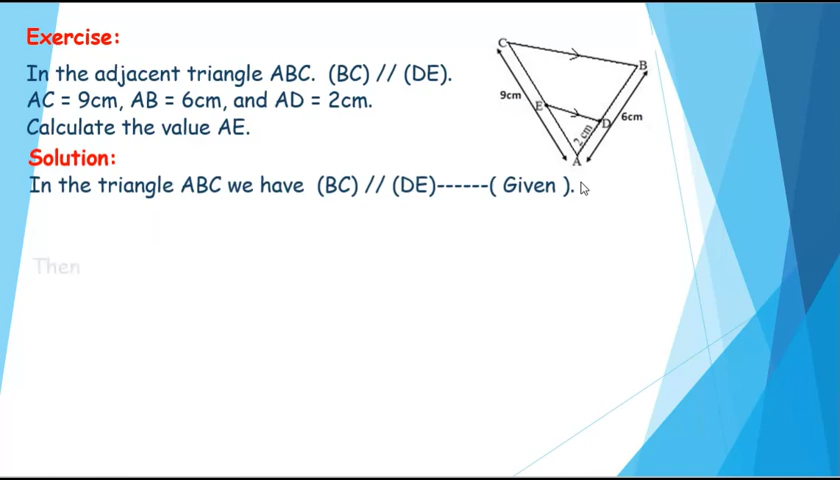 Exercise:
In the adjacent triangle ABC. (BC) // (DE).
AC = 9cm, AB = 6cm, and AD = 2cm.
Calculate the value AE.
Solution:
In the triangle ABC we have (BC) // (DE)------( Given ).
Then
C
B
9cm
E
6cm
D
2 cm
A